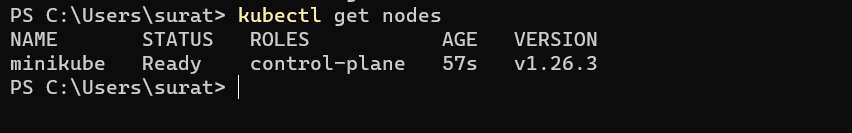 PS C:\Users\surat> kubectl get nodes
NAME       STATUS   ROLES           AGE   VERSION
minikube   Ready    control-plane   57s   v1.26.3
PS C:\Users\surat>